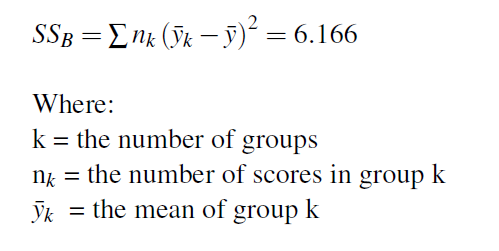 SS_B = ∑ n_k (ȳ_k − ȳ)² = 6.166
Where:
k = the number of groups
n_k = the number of scores in group k
ȳ_k = the mean of group k